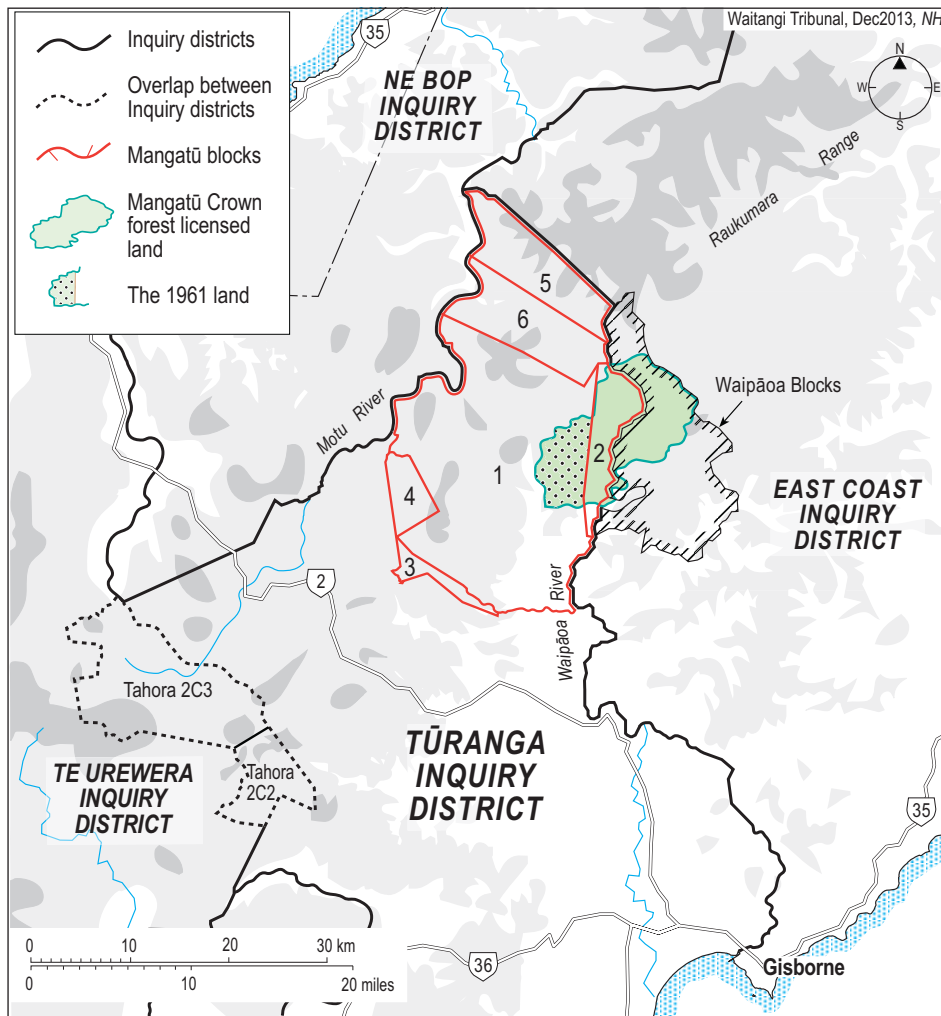 Waitangi Tribunal, Dec2013, NH
Inquiry districts
Overlap between
Inquiry districts
Mangatū blocks
Mangatū Crown
forest licensed
land
The 1961 land
35
NE BOP
INQUIRY
DISTRICT
N
W
E
S
Raukumara Range
5
6
Waipāoa Blocks
Motu River
1
2
4
EAST COAST
INQUIRY
DISTRICT
3
2
River
Waipāoa
Tahora 2C3
TŪRANGA
INQUIRY
DISTRICT
TE UREWERA
INQUIRY
DISTRICT
Tahora
2C2
35
0 10 20 30 km
0 10 20 miles
36
Gisborne